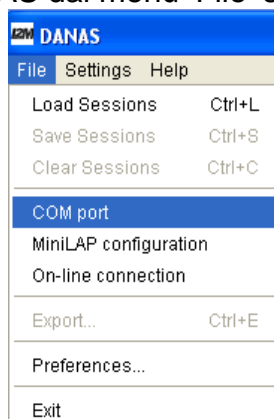 DANAS
File Settings Help
Load Sessions Ctrl+L
Save Sessions Ctrl+S
Clear Sessions Ctrl+C
COM port
MiniLAP configuration
On-line connection
Export... Ctrl+E
Preferences...
Exit